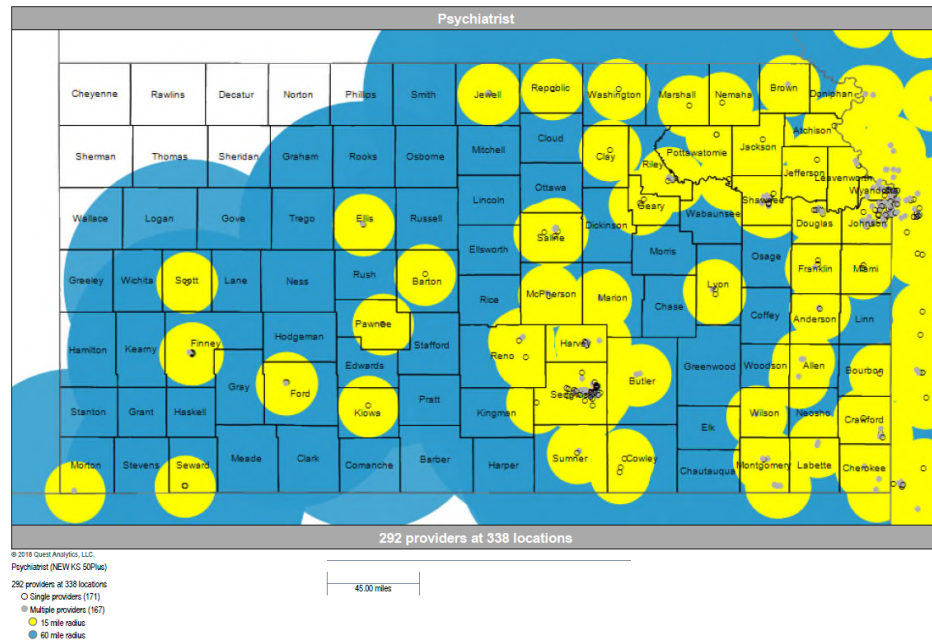 Psychiatrist
Cheyenne Rawlins Decatur Norton Phillips Smith Jewell Republic Washington Marshall Nemaha Brown Doniphan
Sherman Thomas Sheridan Graham Rooks Osborne Mitchell Cloud Clay Riley Pottawatomie Jackson Atchison
Jefferson Leavenworth
Wallace Logan Gove Trego Ellis Russell Lincoln Ottawa Saline Dickinson Geary Wabaunsee Shawnee Douglas Johnson Wyandotte
Greeley Wichita Scott Lane Ness Rush Barton Ellsworth Rice McPherson Marion Morris Chase Lyon Osage Franklin Miami
Hamilton Kearny Finney Hodgeman Pawnee Stafford Reno Harvey Coffey Anderson Linn
Gray Ford Edwards Sedgwick Butler Greenwood Woodson Allen Bourbon
Stanton Grant Haskell Kiowa Pratt Kingman Elk Wilson Neosho Crawford
Morton Stevens Seward Meade Clark Comanche Barber Harper Sumner Cowley Chautauqua Montgomery Labette Cherokee
292 providers at 338 locations
© 2018 Quest Analytics, LLC.
Psychiatrist (NEW KS 50Plus)
45.00 miles
292 providers at 338 locations
Single providers (171)
Multiple providers (167)
15 mile radius
60 mile radius